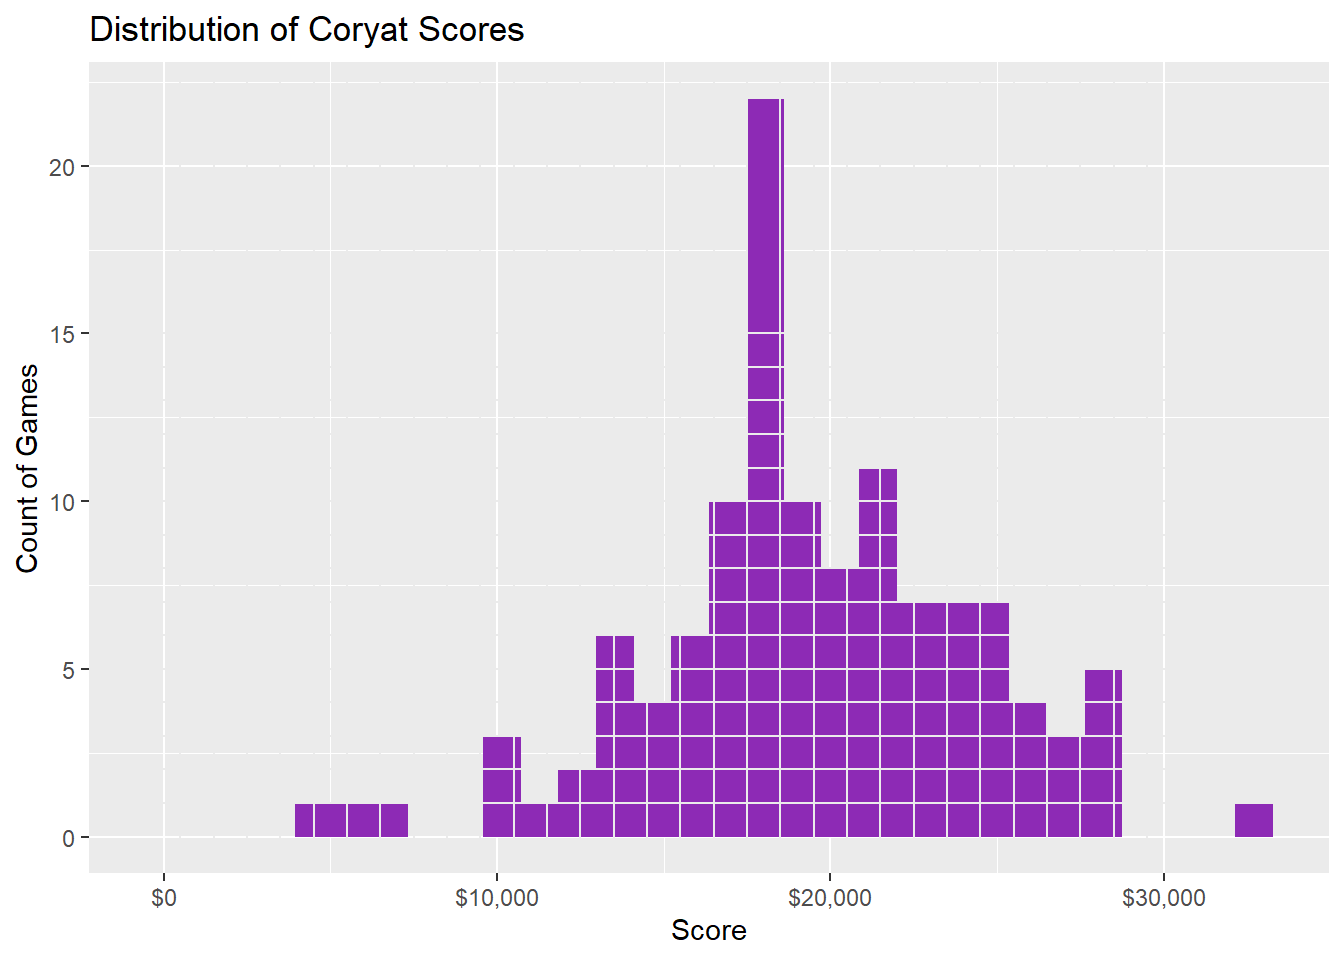 Distribution of Coryat Scores
20
15
10
5
0
Count of Games
$0 $10,000 $20,000 $30,000
Score